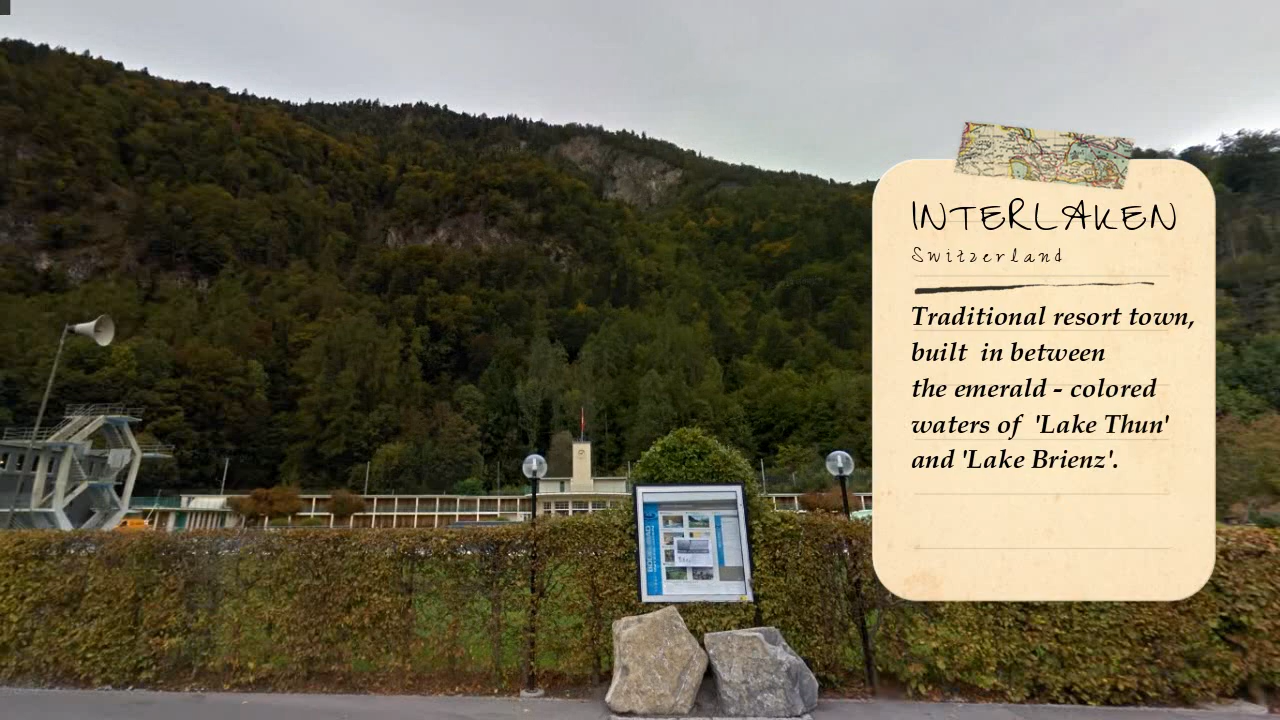 INTERLAKEN
Switzerland
Traditional resort town,
built in between
the emerald - colored
waters of 'Lake Thun'
and 'Lake Brienz'.